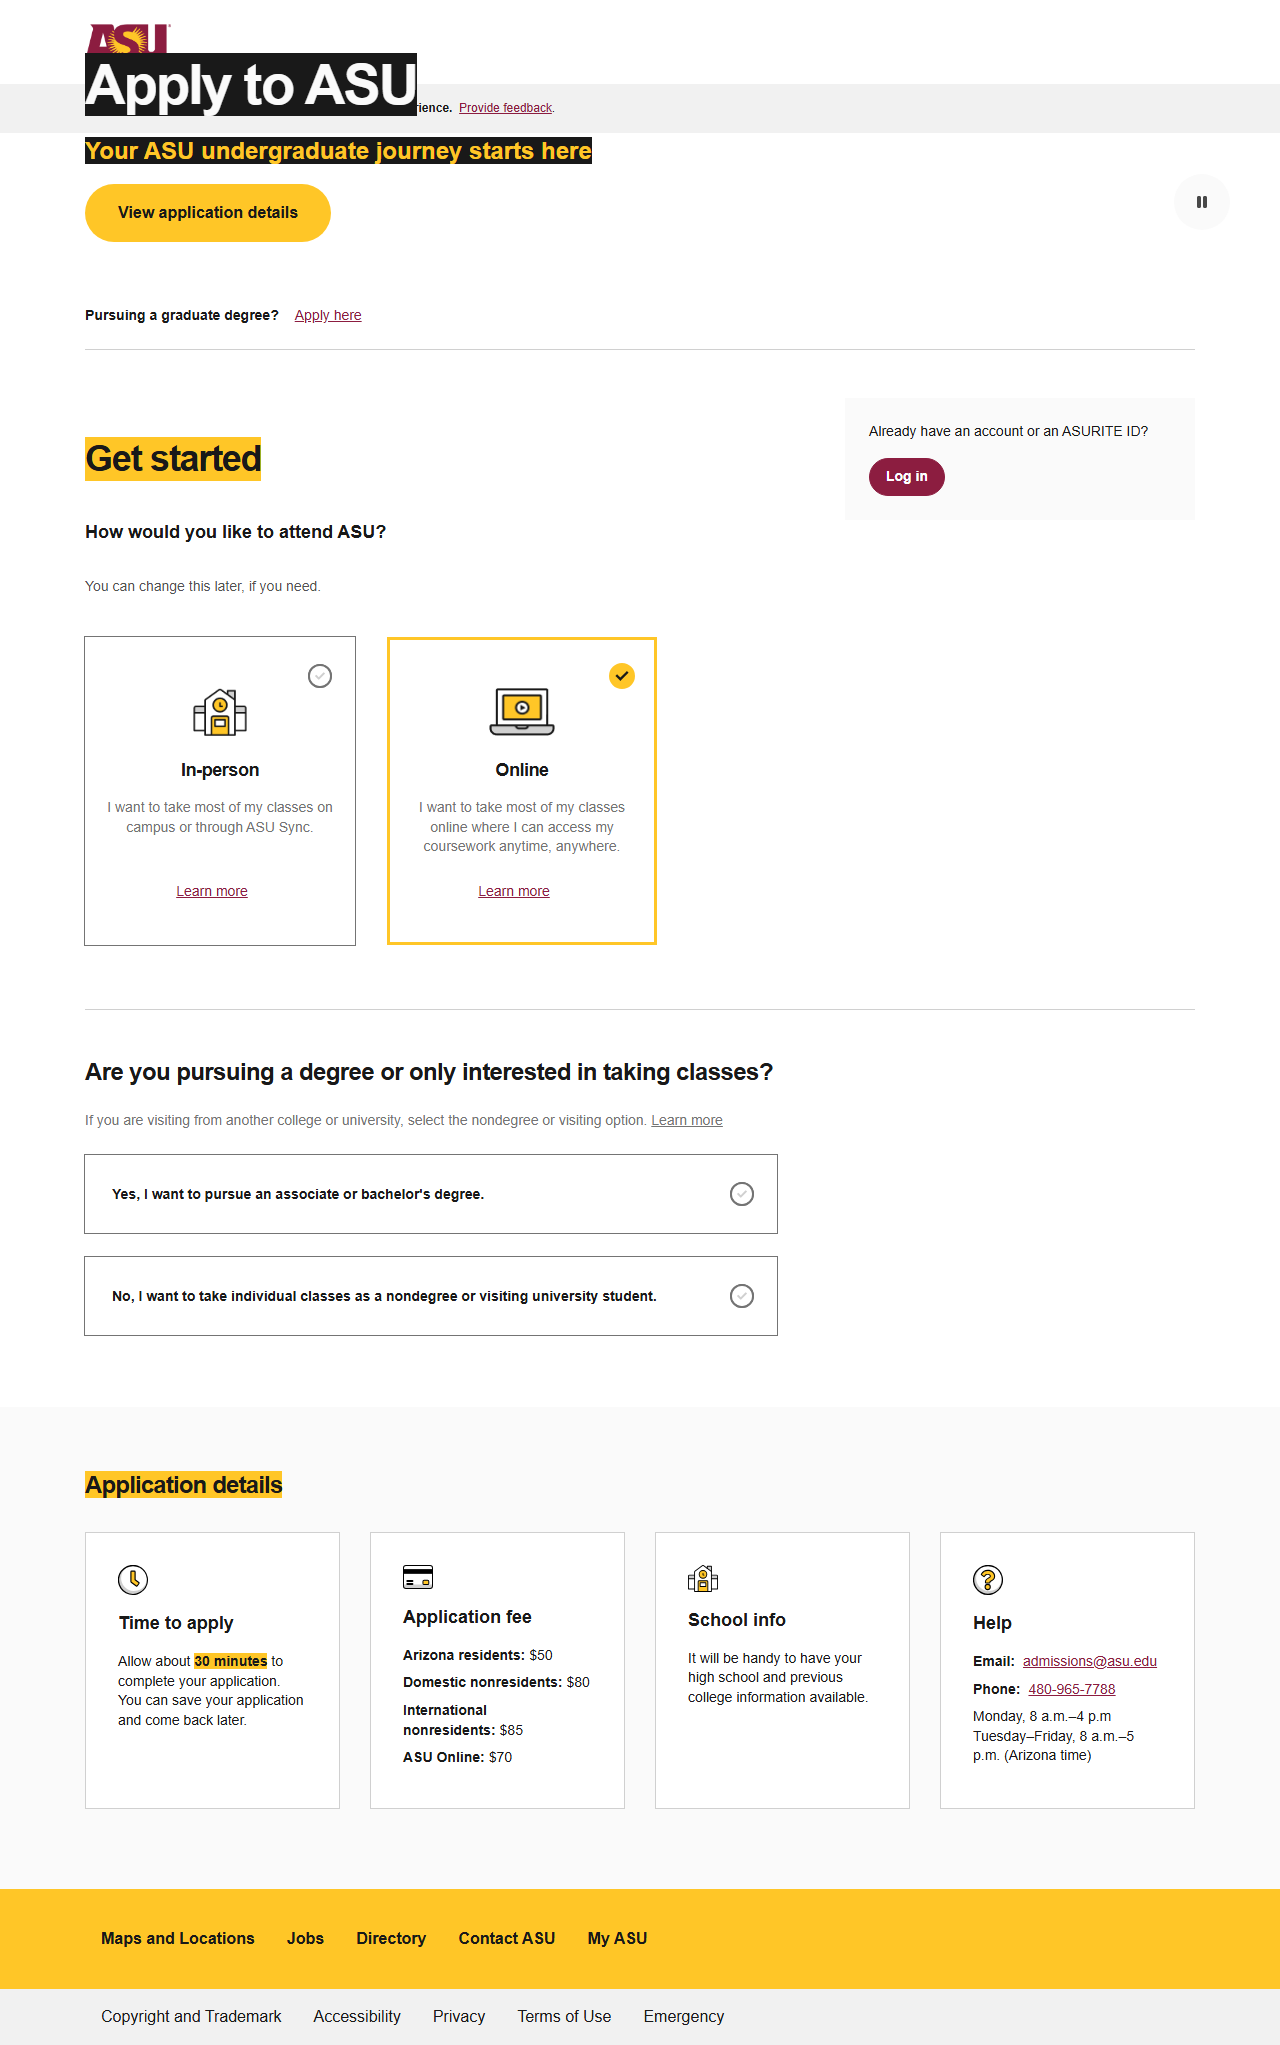 ASU
Apply to ASU
rience. Provide feedback.
Your ASU undergraduate journey starts here
View application details
Pursuing a graduate degree? Apply here
Already have an account or an ASURITE ID?
Log in
Get started
How would you like to attend ASU?
You can change this later, if you need.
In-person
I want to take most of my classes on
campus or through ASU Sync.
Learn more
Online
I want to take most of my classes
online where I can access my
coursework anytime, anywhere.
Learn more
Are you pursuing a degree or only interested in taking classes?
If you are visiting from another college or university, select the nondegree or visiting option. Learn more
Yes, I want to pursue an associate or bachelor's degree.
No, I want to take individual classes as a nondegree or visiting university student.
Application details
Time to apply
Allow about 30 minutes to
complete your application.
You can save your application
and come back later.
Application fee
Arizona residents: $50
Domestic nonresidents: $80
International
nonresidents: $85
ASU Online: $70
School info
It will be handy to have your
high school and previous
college information available.
Help
Email: admissions@asu.edu
Phone: 480-965-7788
Monday, 8 a.m.–4 p.m
Tuesday–Friday, 8 a.m.–5
p.m. (Arizona time)
Maps and Locations Jobs Directory Contact ASU My ASU
Copyright and Trademark Accessibility Privacy Terms of Use Emergency